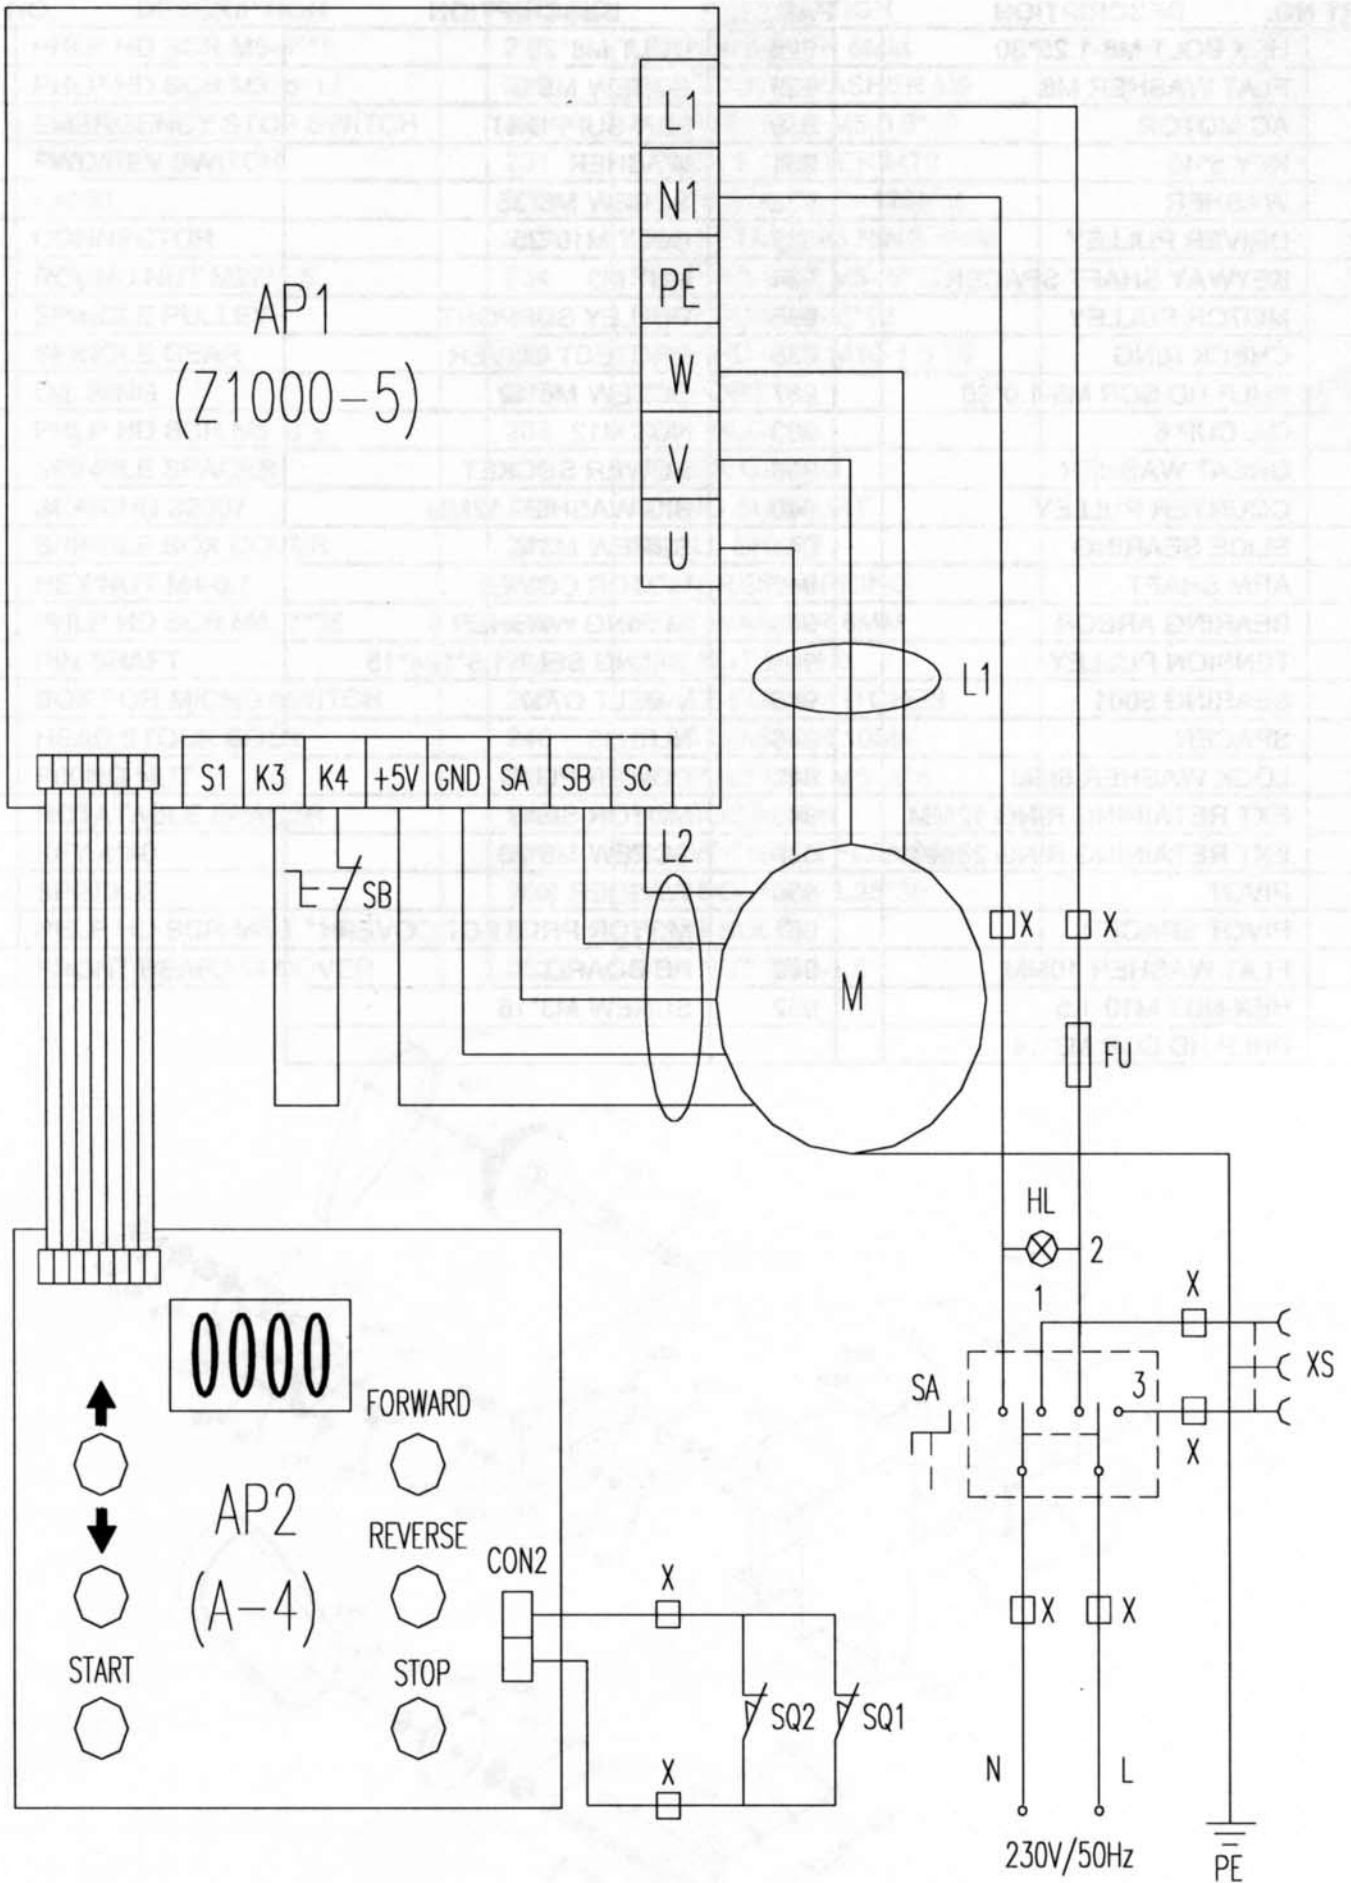 L1
N1
PE
W
V
U
AP1
(Z1000-5)
L1
S1 K3 K4 +5V GND SA SB SC
L2
SB
M
X X
FU
HL
2
1
X
XS
SA
3
X
0000
FORWARD
AP2
(A-4)
REVERSE
CON2
START
STOP
X
SQ2 SQ1
X
X X
N L
230V/50Hz
PE